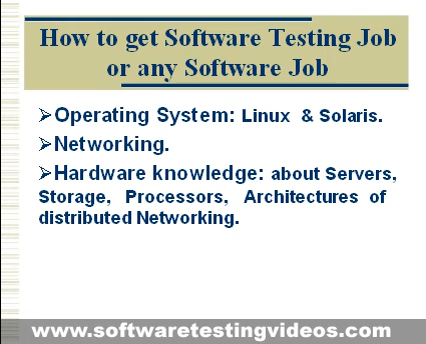 How to get Software Testing Job
or any Software Job
➢Operating System: Linux & Solaris.
➢Networking.
➢Hardware knowledge: about Servers,
Storage, Processors, Architectures of
distributed Networking.
www.softwaretestingvideos.com